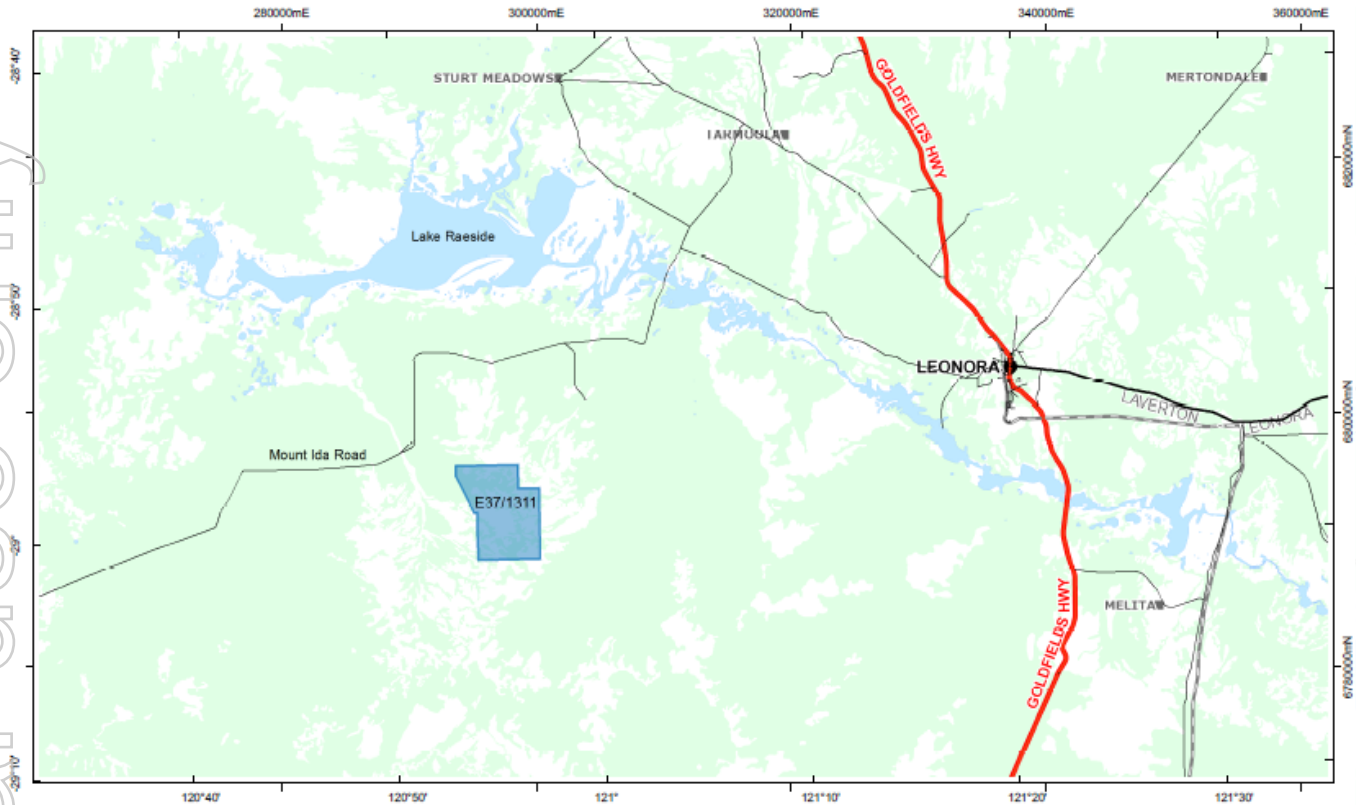 280000mE
300000mE
320000mE
340000mE
360000mE
-28°40'
STURT MEADOWS
MERTONDALE
GOLDFIELDS HWY
6820000mN
Lake Raeside
-28°50'
LEONORA
LAVERTON
LEONORA
6800000mN
Mount Ida Road
E37/1311
-29°
MELITA
GOLDFIELDS HWY
6780000mN
-29°10'
120°40'
120°50'
121°
121°10'
121°20'
121°30'